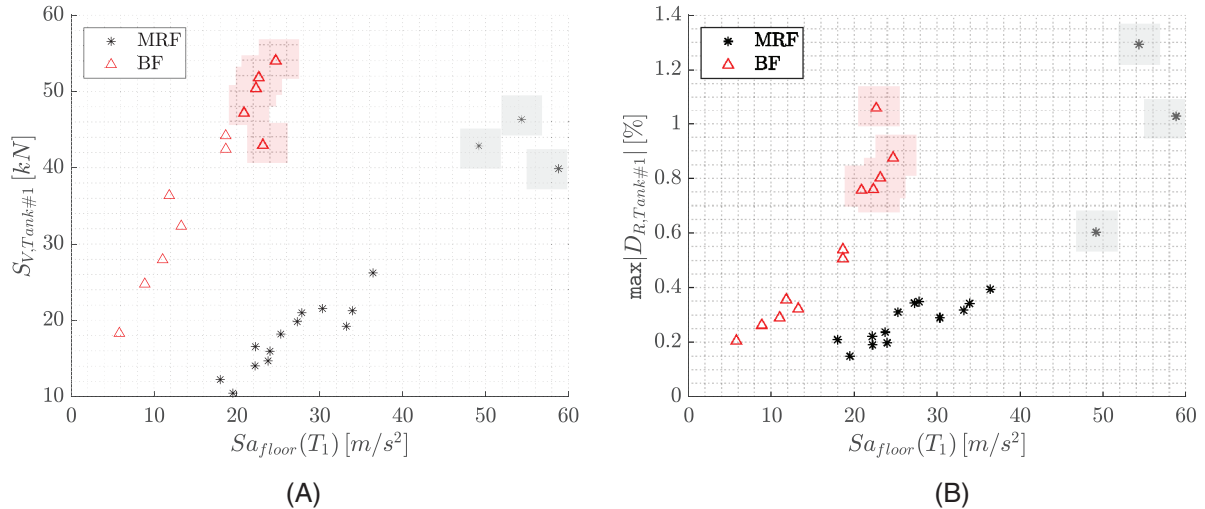 60
50
40
30
20
10
0 10 20 30 40 50 60
S_{V,Tank#1} [kN]
Sa_{floor}(T_1) [m/s^2]
MRF
BF
(A)
1.4
1.2
1
0.8
0.6
0.4
0.2
0
0 10 20 30 40 50 60
max|D_{R,Tank#1}| [%]
Sa_{floor}(T_1) [m/s^2]
MRF
BF
(B)